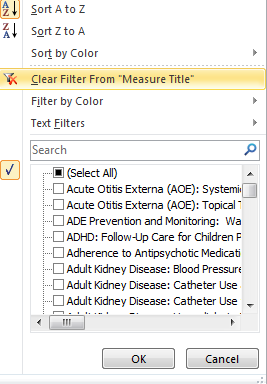 Sort A to Z
Sort Z to A
Sort by Color
Clear Filter From "Measure Title"
Filter by Color
Text Filters
Search
(Select All)
Acute Otitis Externa (AOE): Systemi
Acute Otitis Externa (AOE): Topical T
ADE Prevention and Monitoring: Wa
ADHD: Follow-Up Care for Children P
Adherence to Antipsychotic Medicati
Adult Kidney Disease: Blood Pressure
Adult Kidney Disease: Catheter Use
Adult Kidney Disease: Catheter Use
OK
Cancel